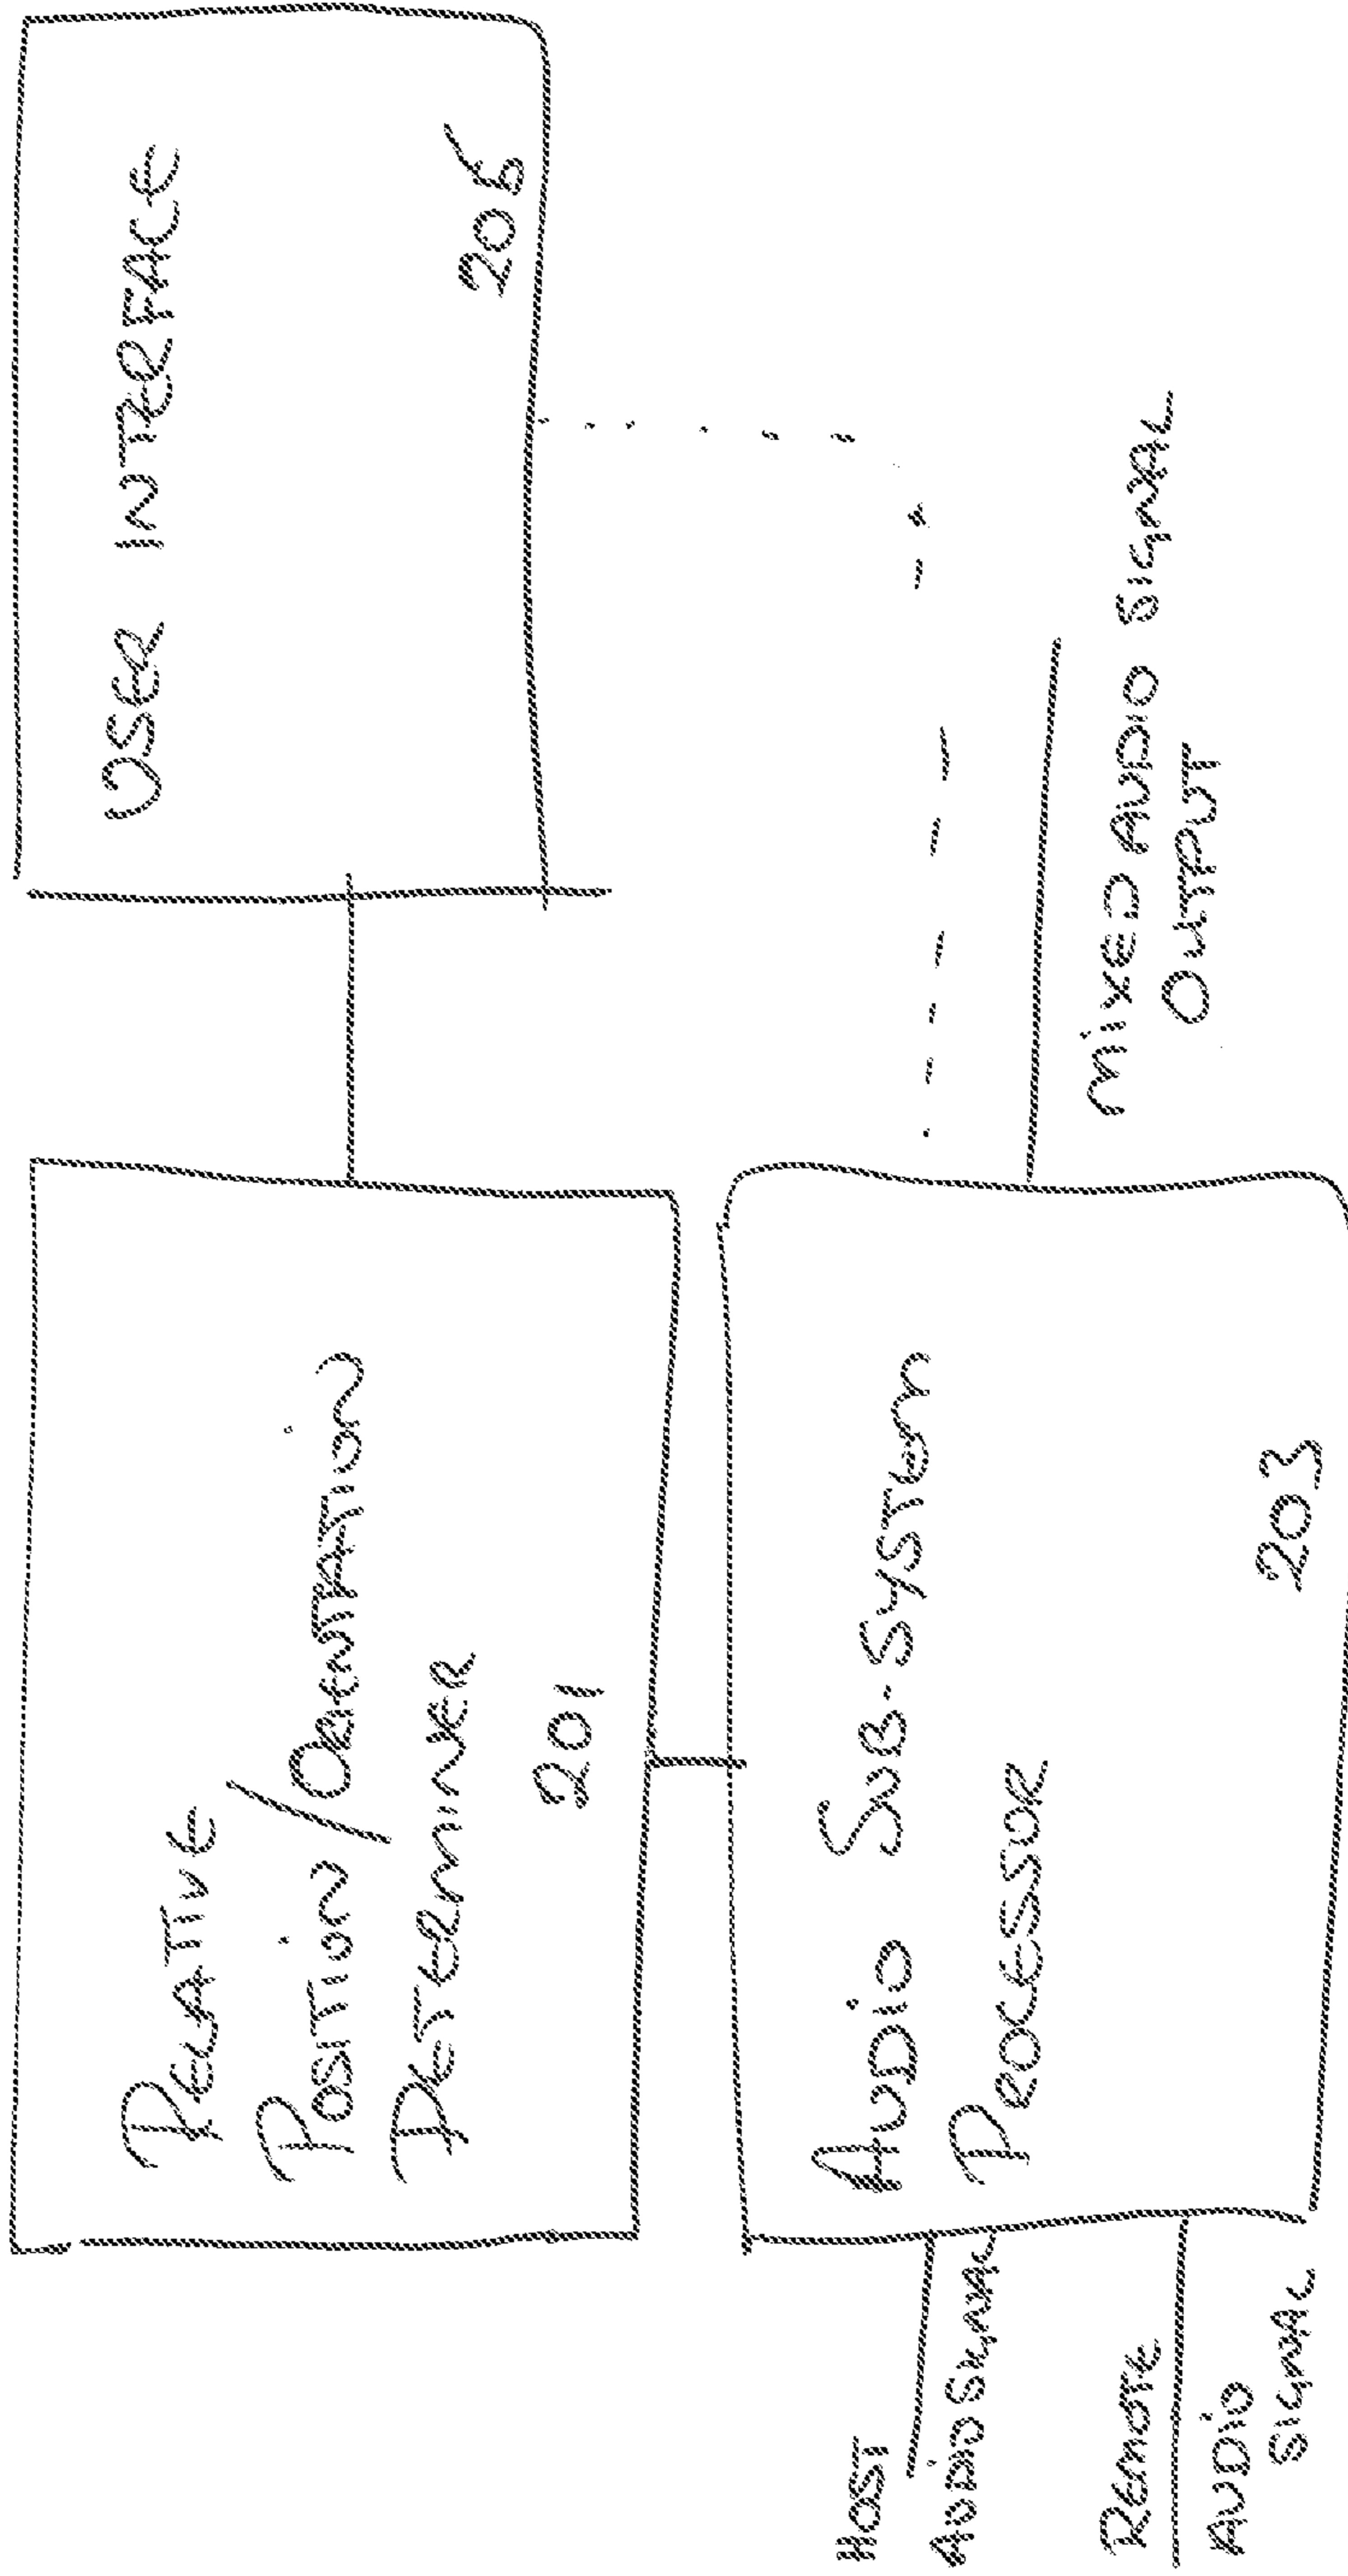 RELATIVE
POSITION/ORIENTATION
DETERMINER
201
USER INTERFACE
205
AUDIO SUB-SYSTEM
PROCESSOR
203
HOST
AUDIO SIGNAL
REMOTE
AUDIO
SIGNAL
MIXED AUDIO SIGNAL
OUTPUT